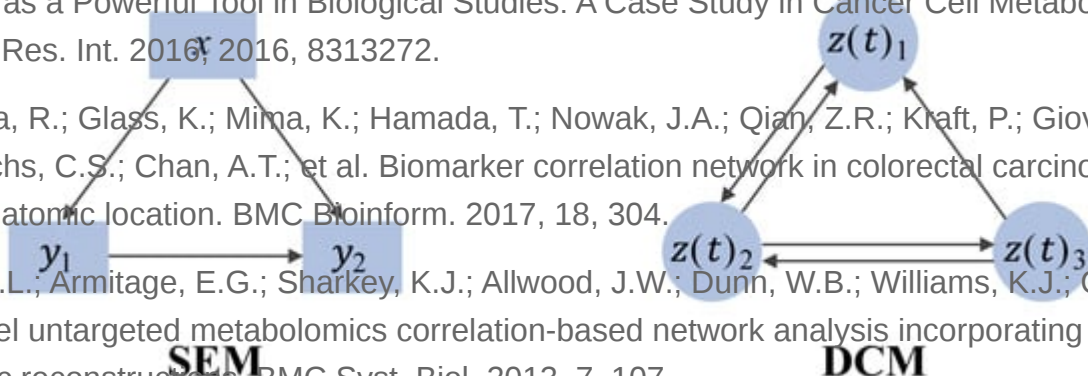 as a Powerful Tool in Biological Studies: A Case Study in Cancer Cell Metabo
x
z(t)1
Res. Int. 2016, 2016, 8313272.
a, R.; Glass, K.; Mima, K.; Hamada, T.; Nowak, J.A.; Qian, Z.R.; Kraft, P.; Giov
chs, C.S.; Chan, A.T.; et al. Biomarker correlation network in colorectal carcino
atomic location. BMC Bioinform. 2017, 18, 304.
y1 y2 z(t)2 z(t)3
.L.; Armitage, E.G.; Sharkey, K.J.; Allwood, J.W.; Dunn, W.B.; Williams, K.J.; G
el untargeted metabolomics correlation-based network analysis incorporating
SEM DCM
c reconstructions. BMC Syst. Biol. 2013, 7, 107.